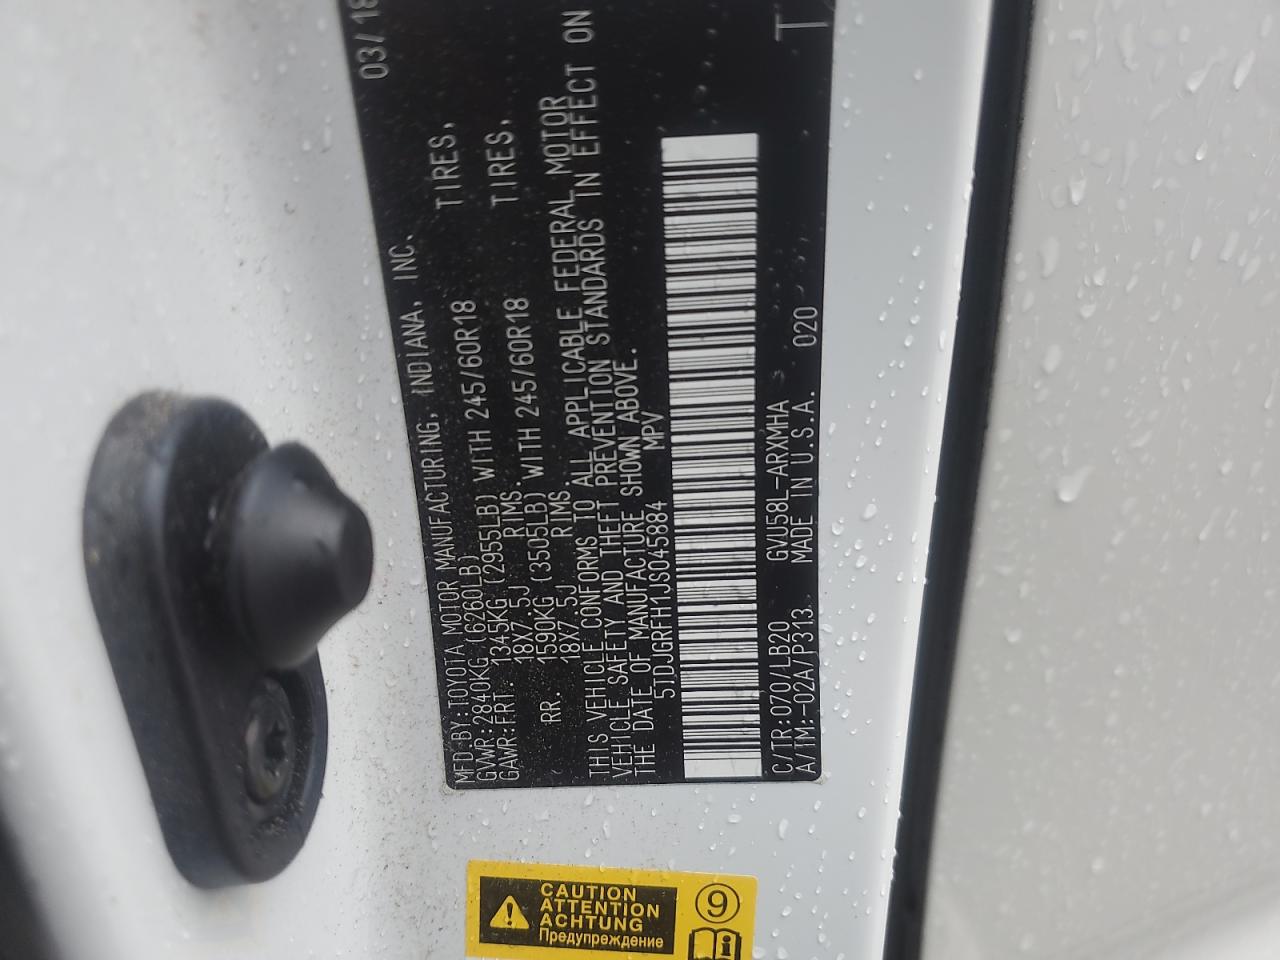 MFD.BY:TOYOTA MOTOR MANUFACTURING, INDIANA, INC. 03/18
GVWR:2840KG(6260LB)
GAWR:FRT. 1345KG (2955LB) WITH 245/60R18 TIRES,
18X7.5J RIMS,
RR. 1590KG (3505LB) WITH 245/60R18 TIRES,
18X7.5J RIMS.
THIS VEHICLE CONFORMS TO ALL APPLICABLE FEDERAL MOTOR
VEHICLE SAFETY AND THEFT PREVENTION STANDARDS IN EFFECT ON
THE DATE OF MANUFACTURE SHOWN ABOVE.
5TDJGRFH1JS045884 MPV
C/TR:070/LB20 GVU58L-ARXMHA T
A/TM:-02A/P313 MADE IN U.S.A. 020
CAUTION
ATTENTION
ACHTUNG
Предупреждение
9